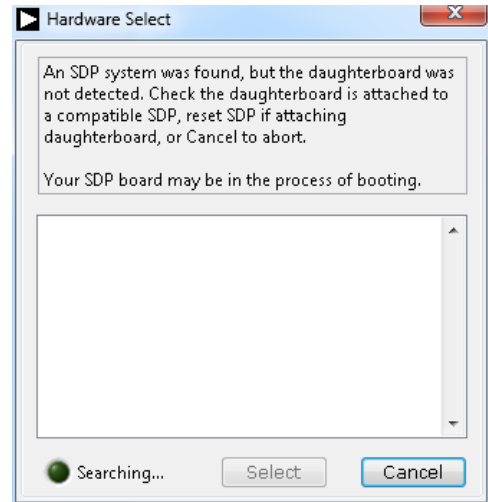 Hardware Select
An SDP system was found, but the daughterboard was
not detected. Check the daughterboard is attached to
a compatible SDP, reset SDP if attaching
daughterboard, or Cancel to abort.
Your SDP board may be in the process of booting.
Searching... Select Cancel